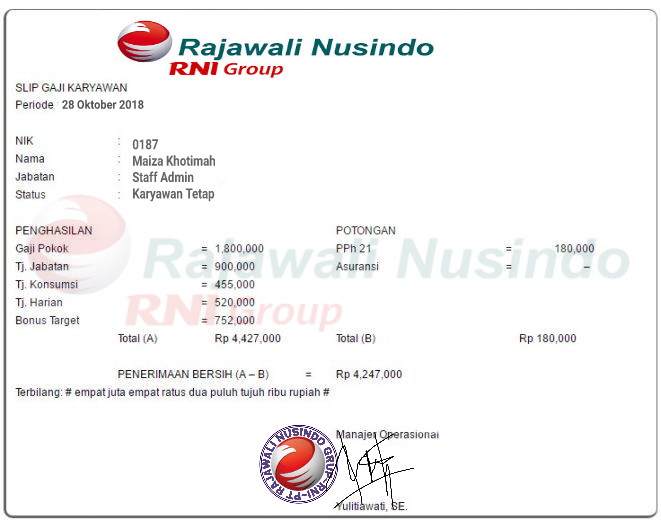 Rajawali Nusindo
RNI Group
SLIP GAJI KARYAWAN
Periode 28 Oktober 2018
NIK : 0187
Nama : Maiza Khotimah
Jabatan : Staff Admin
Status : Karyawan Tetap
PENGHASILAN POTONGAN
Gaji Pokok = 1,800,000 PPh 21 = 180,000
Tj. Jabatan = 900,000 Asuransi = –
Tj. Konsumsi = 455,000
Tj. Harian = 520,000
Bonus Target = 752,000
Total (A) Rp 4,427,000 Total (B) Rp 180,000
PENERIMAAN BERSIH (A – B) = Rp 4,247,000
Terbilang: # empat juta empat ratus dua puluh tujuh ribu rupiah #
Rajawali Nusindo
RNI Group
Manajer Operasional
PT RAJAWALI NUSINDO GRUP-RNI-
Yulitiawati, SE.